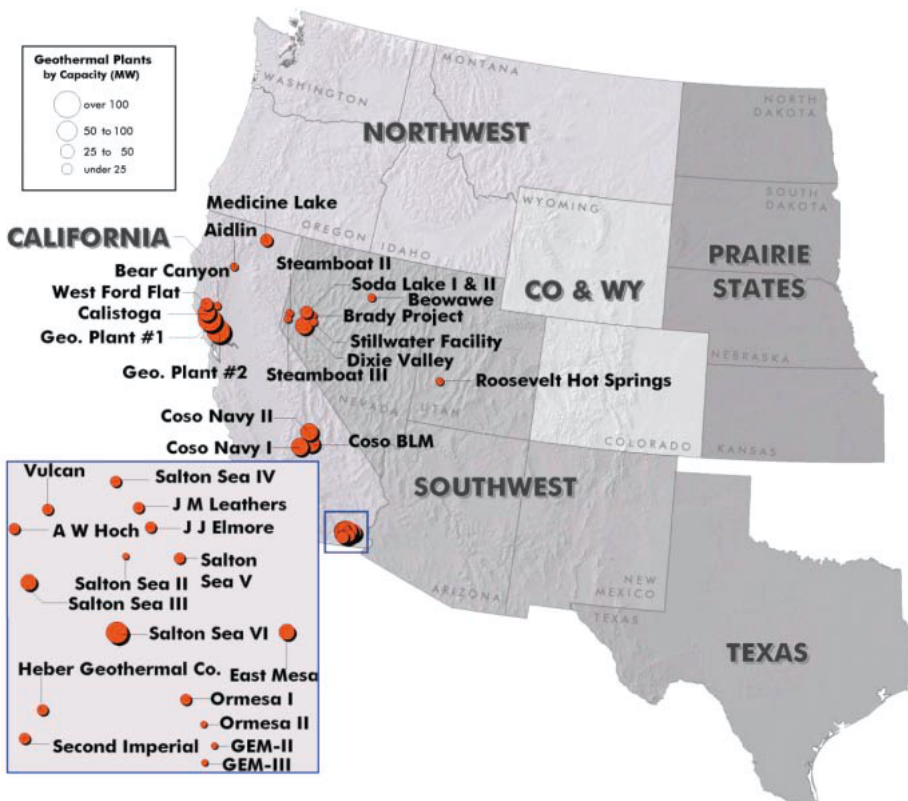 Geothermal Plants
by Capacity (MW)
over 100
50 to 100
25 to 50
under 25
WASHINGTON
MONTANA
NORTH
DAKOTA
NORTHWEST
SOUTH
DAKOTA
Medicine Lake
WYOMING
OREGON
IDAHO
Aidlin
CALIFORNIA
PRAIRIE
STATES
Bear Canyon
Steamboat II
Soda Lake I & II
CO & WY
Beowawe
West Ford Flat
Calistoga
Brady Project
Geo. Plant #1
Stillwater Facility
Dixie Valley
NEBRASKA
Geo. Plant #2
Steamboat III
Roosevelt Hot Springs
NEVADA
UTAH
Coso Navy II
COLORADO
KANSAS
Coso Navy I
Coso BLM
SOUTHWEST
Vulcan
Salton Sea IV
J M Leathers
A W Hoch
J J Elmore
Salton
Sea V
Salton Sea II
Salton Sea III
ARIZONA
NEW
MEXICO
TEXAS
Salton Sea VI
East Mesa
TEXAS
Heber Geothermal Co.
Ormesa I
Ormesa II
Second Imperial
GEM-II
GEM-III